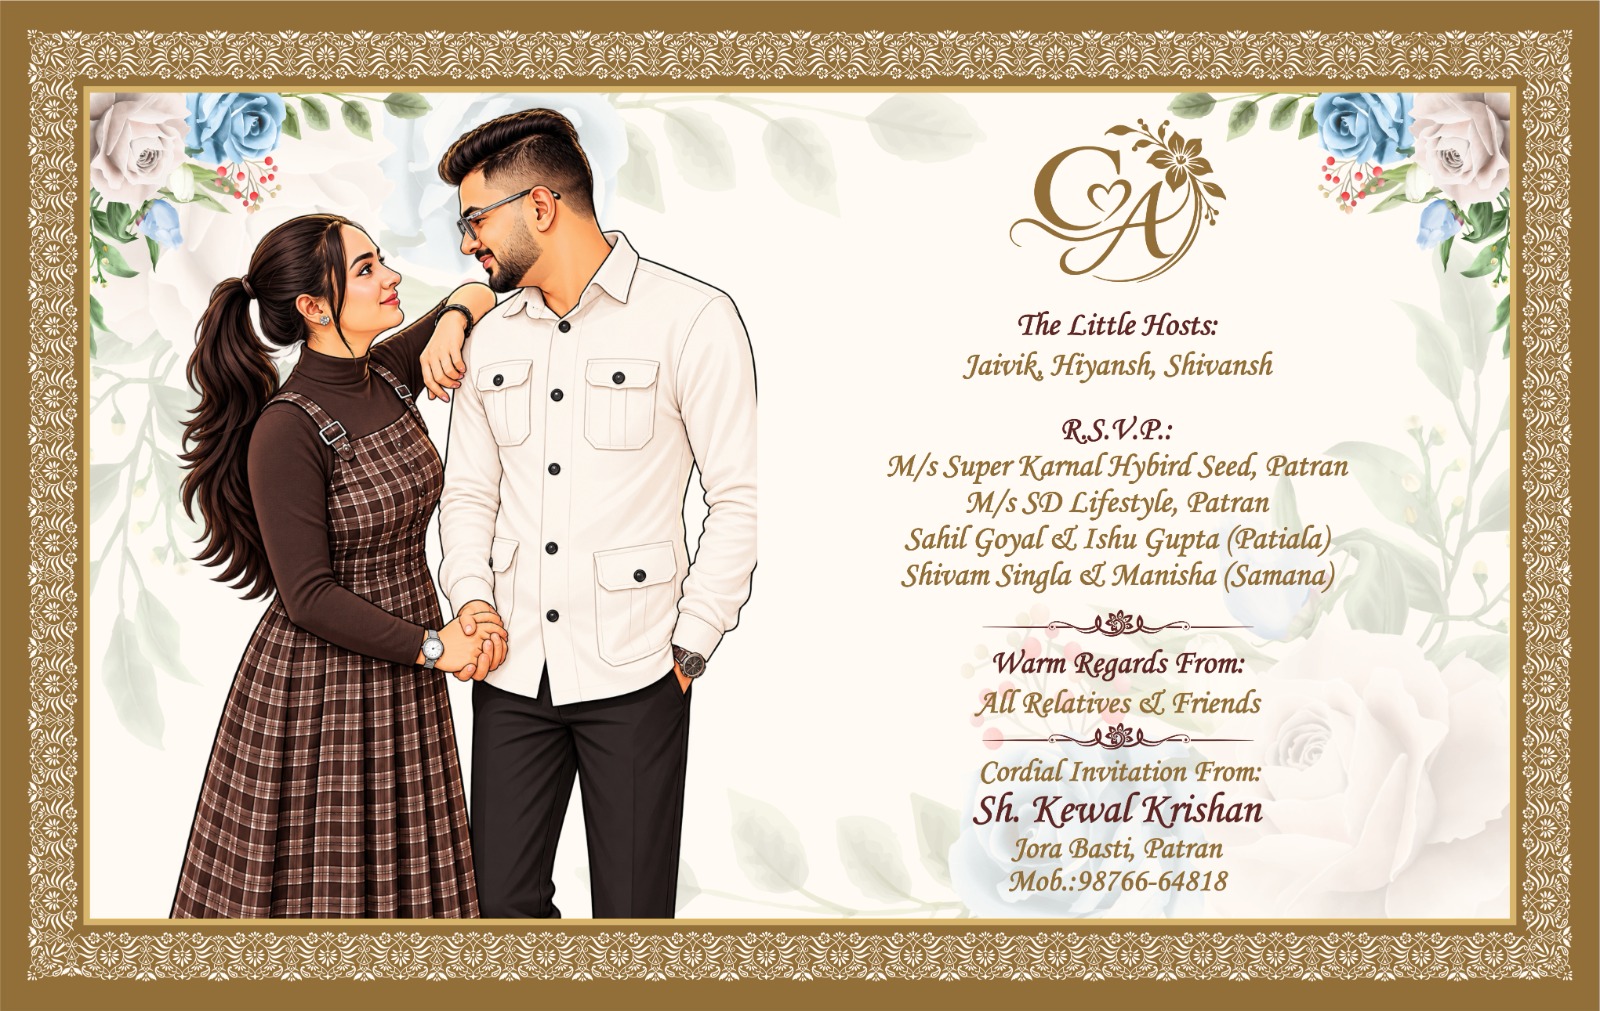 CA
The Little Hosts:
Jaivik, Hiyansh, Shivansh
R.S.V.P.:
M/s Super Karnal Hybird Seed, Patran
M/s SD Lifestyle, Patran
Sahil Goyal & Ishu Gupta (Patiala)
Shivam Singla & Manisha (Samana)
Warm Regards From:
All Relatives & Friends
Cordial Invitation From:
Sh. Kewal Krishan
Jora Basti, Patran
Mob.:98766-64818